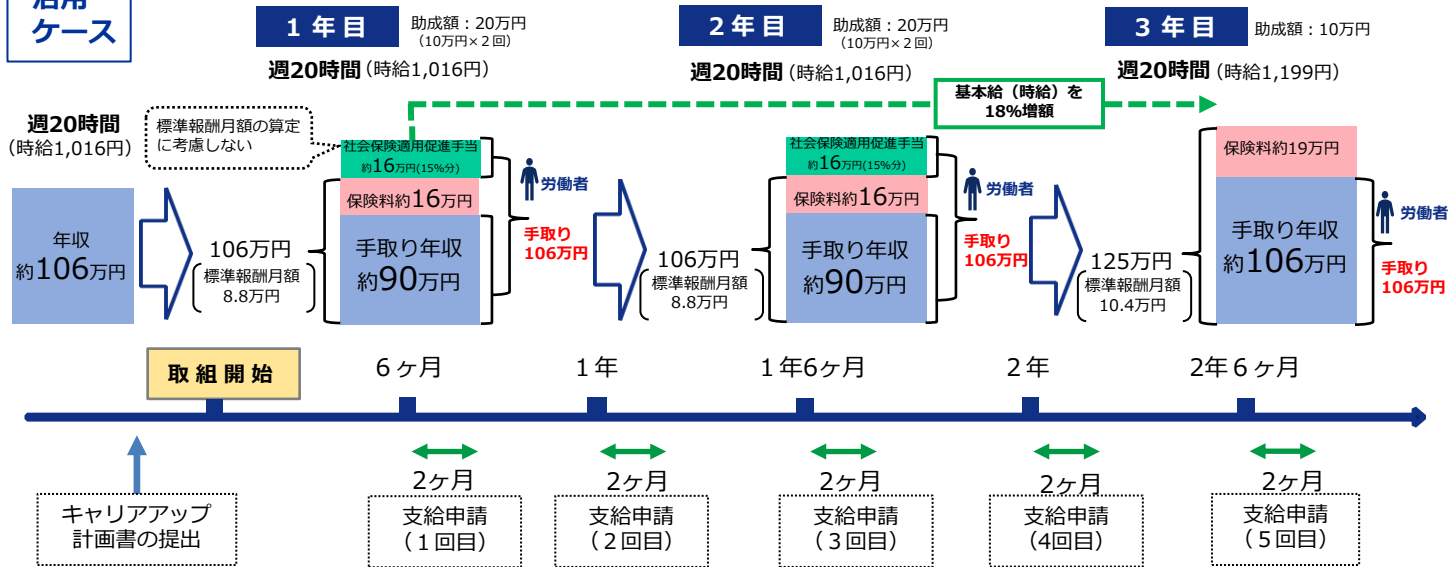 活用
ケース
1年目
助成額：20万円
（10万円×２回）
週20時間（時給1,016円）
2年目
助成額：20万円
（10万円×２回）
週20時間（時給1,016円）
3年目
助成額：10万円
週20時間（時給1,199円）
基本給（時給）を
18%増額
週20時間
（時給1,016円）
標準報酬月額の算定
に考慮しない
年収
約106万円
106万円
標準報酬月額
8.8万円
社会保険適用促進手当
約16万円(15%分)
保険料約16万円
手取り年収
約90万円
労働者
手取り
106万円
106万円
標準報酬月額
8.8万円
社会保険適用促進手当
約16万円(15%分)
保険料約16万円
手取り年収
約90万円
労働者
手取り
106万円
125万円
標準報酬月額
10.4万円
保険料約19万円
手取り年収
約106万円
労働者
手取り
106万円
取組開始
6ヶ月
1年
1年6ヶ月
2年
2年６ヶ月
2ヶ月
2ヶ月
2ヶ月
2ヶ月
2ヶ月
キャリアアップ
計画書の提出
支給申請
（１回目）
支給申請
（２回目）
支給申請
（３回目）
支給申請
（4回目）
支給申請
（５回目）